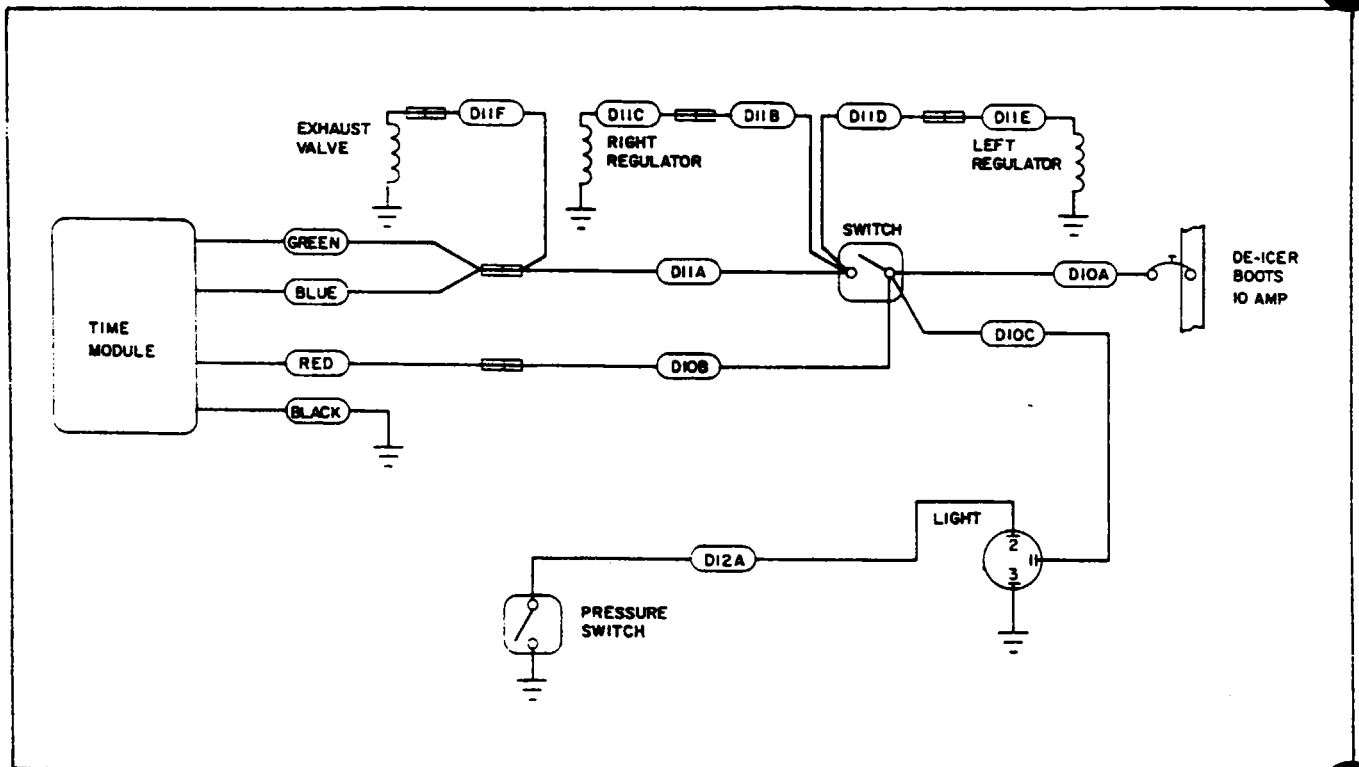 D11F
D11C
D11B
D11D
D11E
EXHAUST
VALVE
RIGHT
REGULATOR
LEFT
REGULATOR
SWITCH
GREEN
D11A
D10A
DE-ICER
BOOTS
10 AMP
BLUE
TIME
MODULE
RED
D10B
D10C
BLACK
LIGHT
2
1
3
D12A
PRESSURE
SWITCH